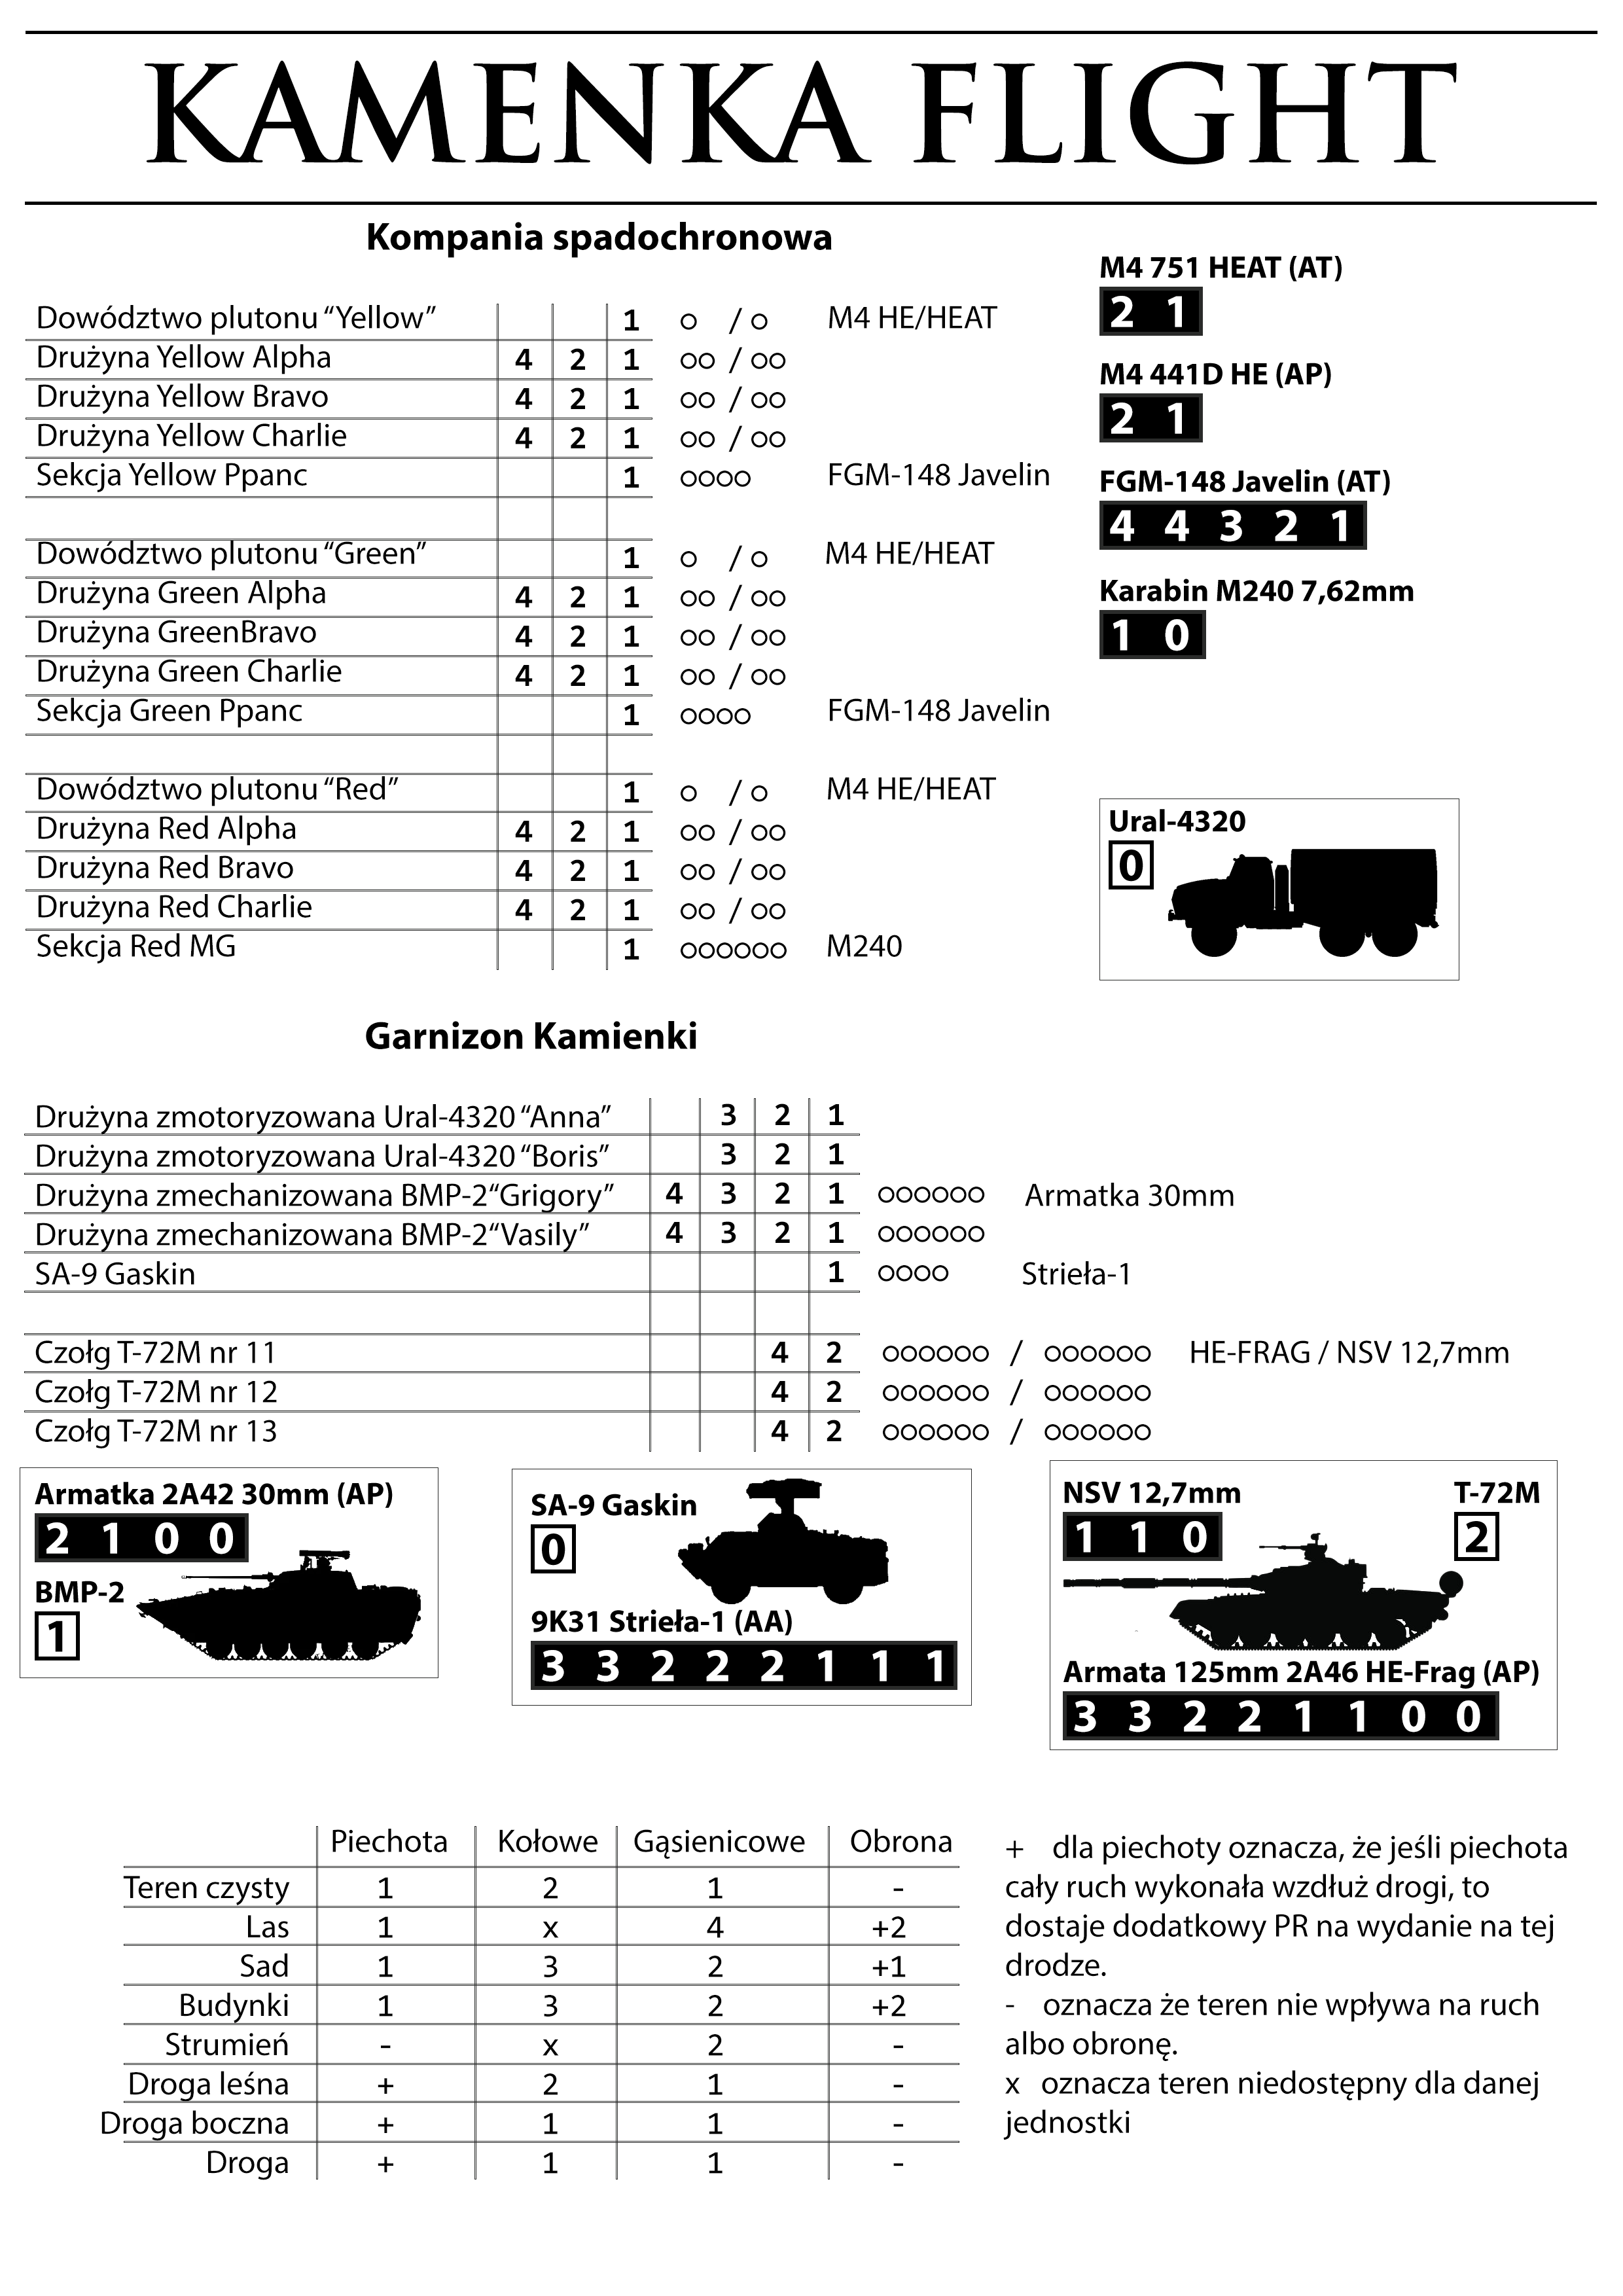 KAMENKA FLIGHT
Kompania spadochronowa
Dowództwo plutonu “Yellow” 1 o / o M4 HE/HEAT
Drużyna Yellow Alpha 4 2 1 oo / oo
Drużyna Yellow Bravo 4 2 1 oo / oo
Drużyna Yellow Charlie 4 2 1 oo / oo
Sekcja Yellow Ppanc 1 oooo FGM-148 Javelin
Dowództwo plutonu “Green” 1 o / o M4 HE/HEAT
Drużyna Green Alpha 4 2 1 oo / oo
Drużyna GreenBravo 4 2 1 oo / oo
Drużyna Green Charlie 4 2 1 oo / oo
Sekcja Green Ppanc 1 oooo FGM-148 Javelin
Dowództwo plutonu “Red” 1 o / o M4 HE/HEAT
Drużyna Red Alpha 4 2 1 oo / oo
Drużyna Red Bravo 4 2 1 oo / oo
Drużyna Red Charlie 4 2 1 oo / oo
Sekcja Red MG 1 oooooo M240
M4 751 HEAT (AT)
2 1
M4 441D HE (AP)
2 1
FGM-148 Javelin (AT)
4 4 3 2 1
Karabin M240 7,62mm
1 0
Ural-4320
0
Garnizon Kamienki
Drużyna zmotoryzowana Ural-4320 “Anna” 3 2 1
Drużyna zmotoryzowana Ural-4320 “Boris” 3 2 1
Drużyna zmechanizowana BMP-2“Grigory” 4 3 2 1 oooooo Armatka 30mm
Drużyna zmechanizowana BMP-2“Vasily” 4 3 2 1 oooooo
SA-9 Gaskin 1 oooo Strieła-1
Czołg T-72M nr 11 4 2 oooooo / oooooo HE-FRAG / NSV 12,7mm
Czołg T-72M nr 12 4 2 oooooo / oooooo
Czołg T-72M nr 13 4 2 oooooo / oooooo
Armatka 2A42 30mm (AP)
2 1 0 0
BMP-2
1
SA-9 Gaskin
0
9K31 Strieła-1 (AA)
3 3 2 2 2 1 1 1
NSV 12,7mm T-72M
1 1 0 2
Armata 125mm 2A46 HE-Frag (AP)
3 3 2 2 1 1 0 0
Piechota Kołowe Gąsienicowe Obrona
Teren czysty 1 2 1 -
Las 1 x 4 +2
Sad 1 3 2 +1
Budynki 1 3 2 +2
Strumień - x 2 -
Droga leśna + 2 1 -
Droga boczna + 1 1 -
Droga + 1 1 -
+ dla piechoty oznacza, że jeśli piechota
cały ruch wykonała wzdłuż drogi, to
dostaje dodatkowy PR na wydanie na tej
drodze.
- oznacza że teren nie wpływa na ruch
albo obronę.
x oznacza teren niedostępny dla danej
jednostki